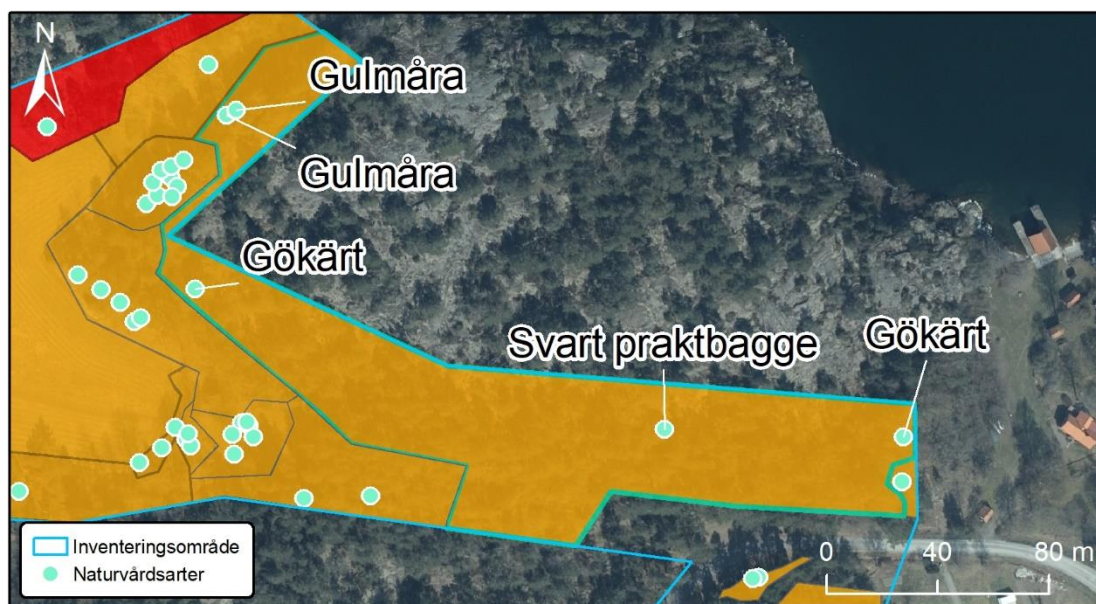 N
Gulmåra
Gulmåra
Gökärt
Svart praktbagge
Gökärt
Inventeringsområde
Naturvårdsarter
0 40 80 m